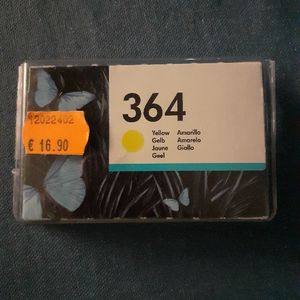 364
Yellow Amarillo
Gelb Amarelo
Jaune Giallo
Geel
12022402
€ 16.90